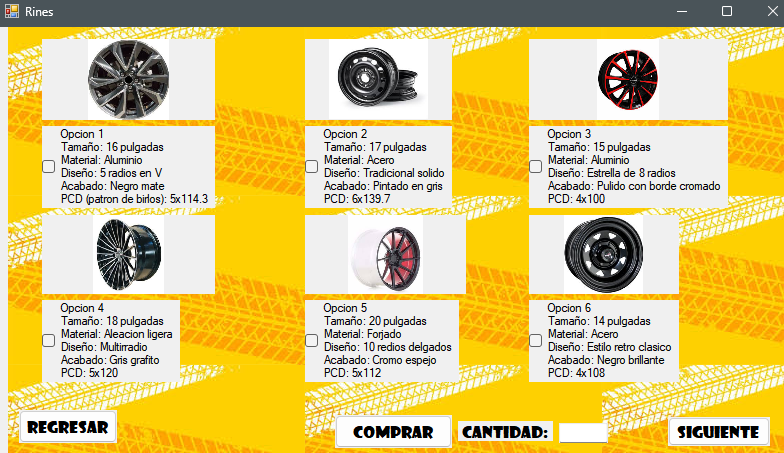 Rines
Opcion 1
Tamaño: 16 pulgadas
Material: Aluminio
Diseño: 5 radios en V
Acabado: Negro mate
PCD (patron de birlos): 5x114.3
Opcion 2
Tamaño: 17 pulgadas
Material: Acero
Diseño: Tradicional solido
Acabado: Pintado en gris
PCD: 6x139.7
Opcion 3
Tamaño: 15 pulgadas
Material: Aluminio
Diseño: Estrella de 8 radios
Acabado: Pulido con borde cromado
PCD: 4x100
Opcion 4
Tamaño: 18 pulgadas
Material: Aleacion ligera
Diseño: Multirradio
Acabado: Gris grafito
PCD: 5x120
Opcion 5
Tamaño: 20 pulgadas
Material: Forjado
Diseño: 10 redios delgados
Acabado: Cromo espejo
PCD: 5x112
Opcion 6
Tamaño: 14 pulgadas
Material: Acero
Diseño: Estilo retro clasico
Acabado: Negro brillante
PCD: 4x108
REGRESAR
COMPRAR
CANTIDAD:
SIGUIENTE